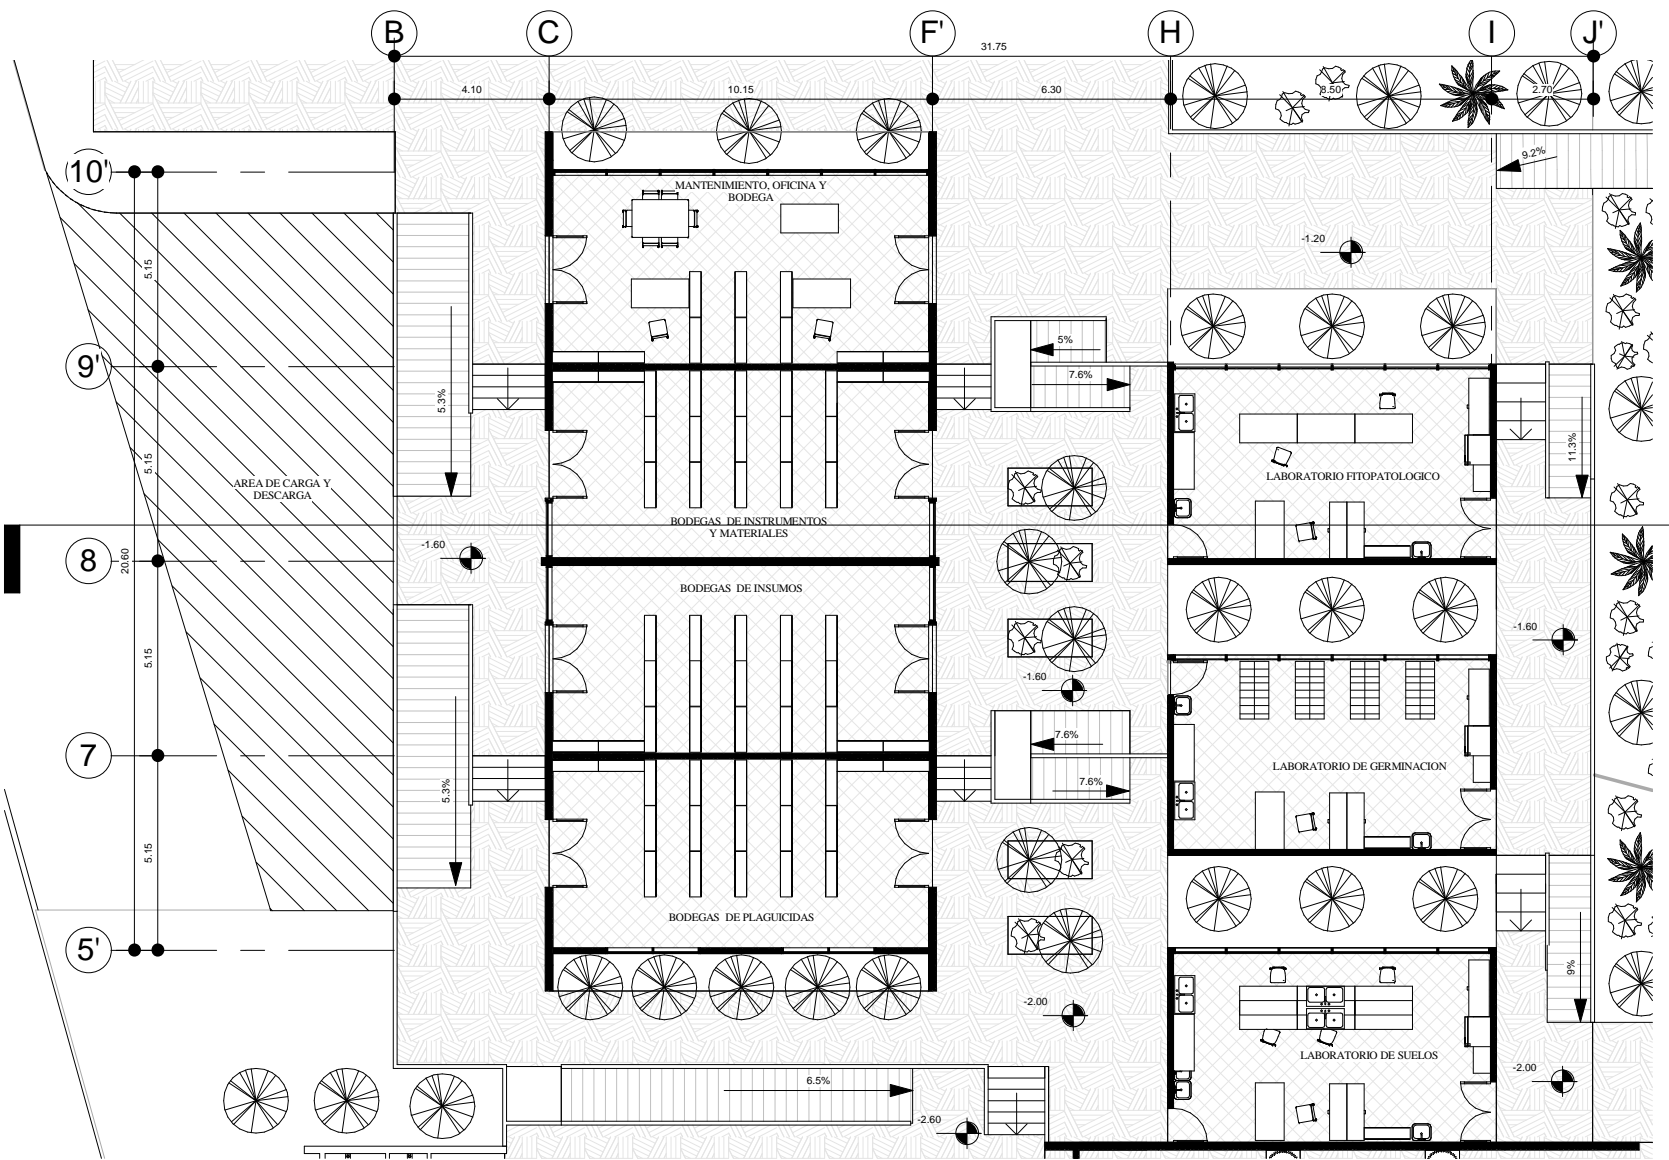 B
C
F'
H
I
J'
31.75
4.10
10.15
6.30
8.50
2.70
10'
9.2%
MANTENIMIENTO, OFICINA Y
BODEGA
-1.20
5.15
9'
5%
7.6%
5.3%
11.3%
5.15
AREA DE CARGA Y
DESCARGA
LABORATORIO FITOPATOLOGICO
BODEGAS DE INSTRUMENTOS
Y MATERIALES
-1.60
8
20.60
BODEGAS DE INSUMOS
-1.60
5.15
-1.60
7
7.6%
7.6%
5.3%
LABORATORIO DE GERMINACION
5.15
BODEGAS DE PLAGUICIDAS
5'
9%
-2.00
LABORATORIO DE SUELOS
-2.00
6.5%
-2.60